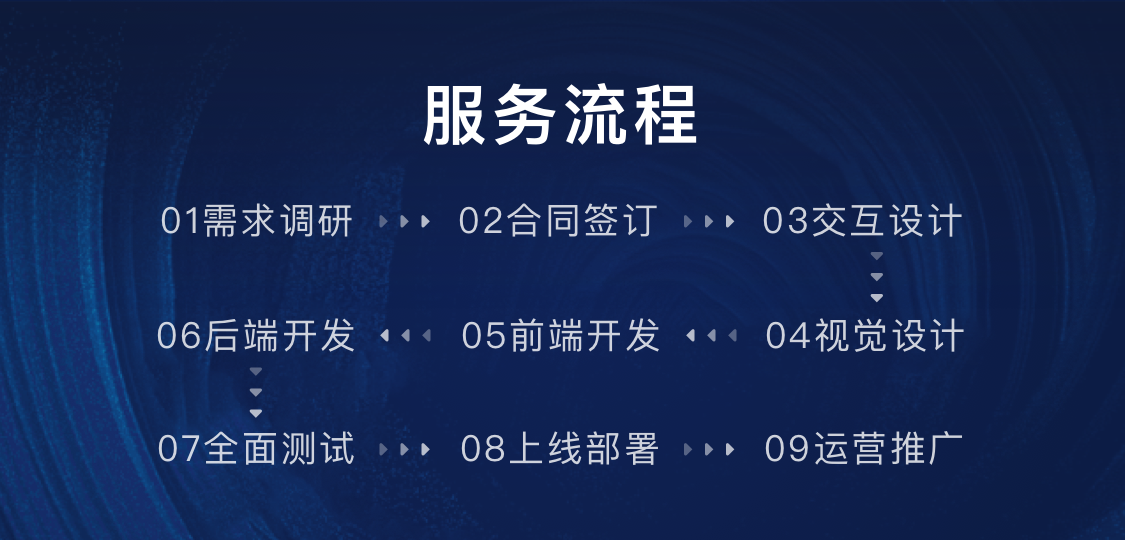 服务流程
01需求调研
02合同签订
03交互设计
04视觉设计
05前端开发
06后端开发
07全面测试
08上线部署
09运营推广